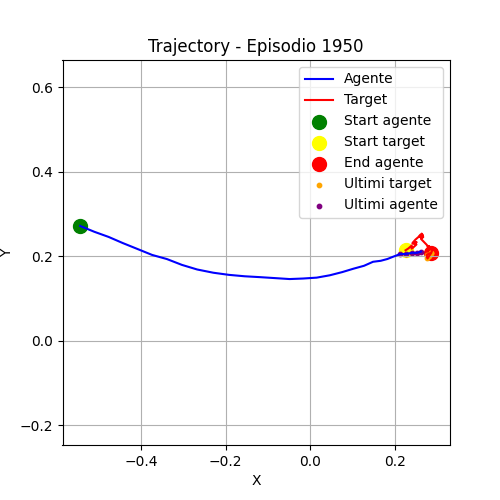 Trajectory - Episodio 1950
Agente
Target
Start agente
Start target
End agente
Ultimi target
Ultimi agente
0.6
0.4
0.2
0.0
−0.2
Y
−0.4
−0.2
0.0
0.2
X